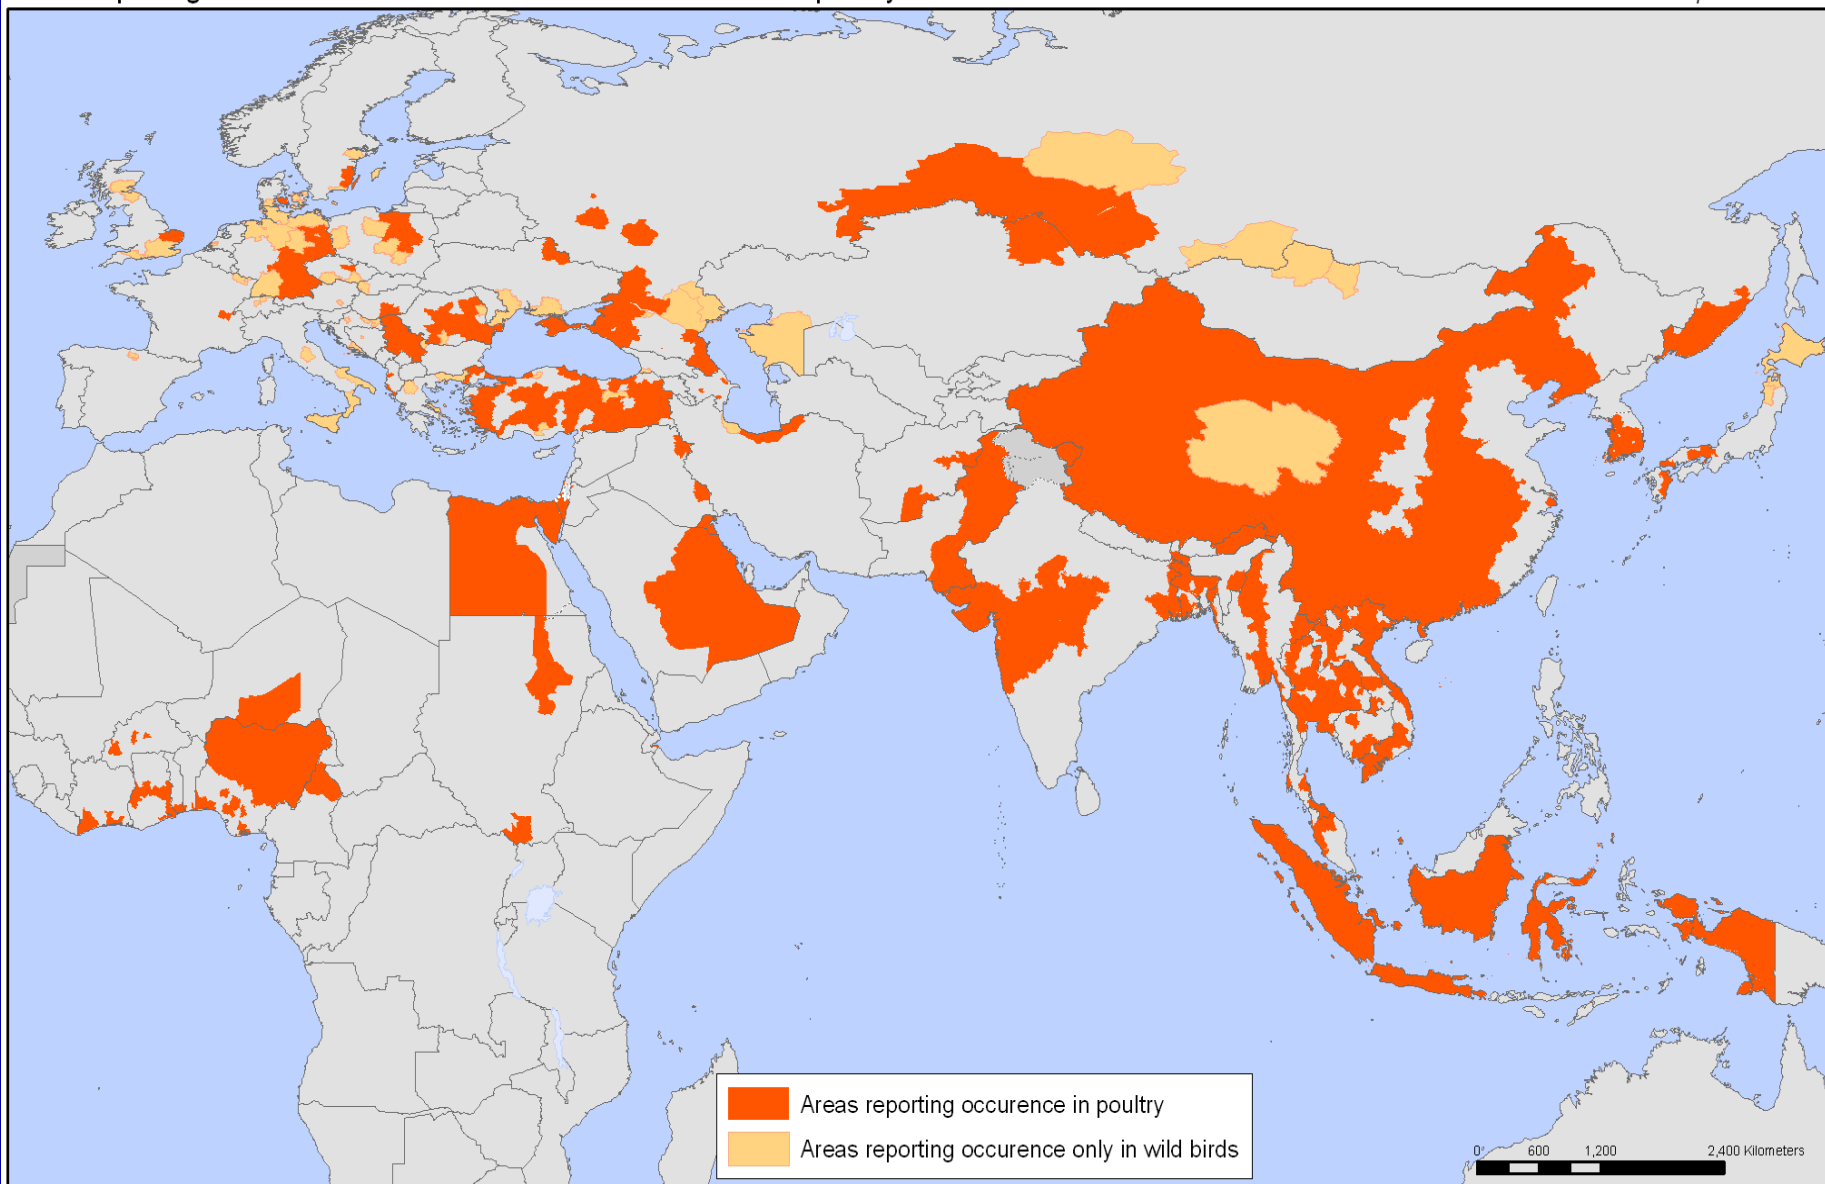 Areas reporting occurence in poultry
Areas reporting occurence only in wild birds
0 600 1,200 2,400 Kilometers